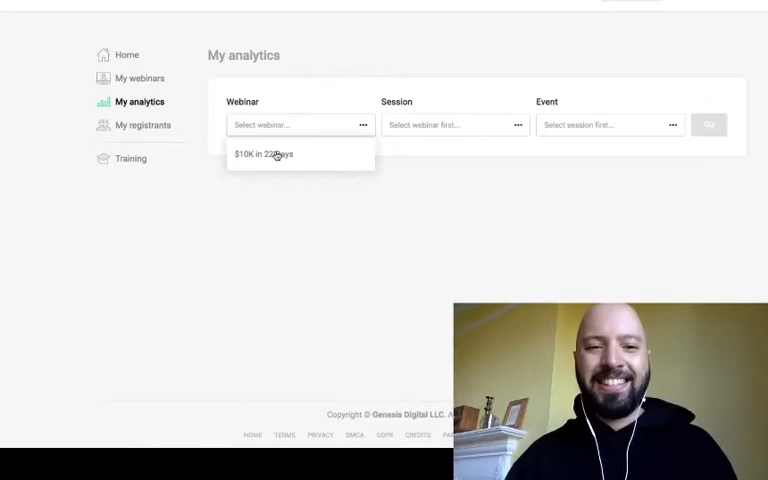 Home
My webinars
My analytics
My registrants
Training
My analytics
Webinar
Session
Event
Select webinar...
Select webinar first...
Select session first...
GO
$10K in 22 days
Copyright © Genesis Digital LLC.
HOME TERMS PRIVACY DMCA GDPR CREDITS